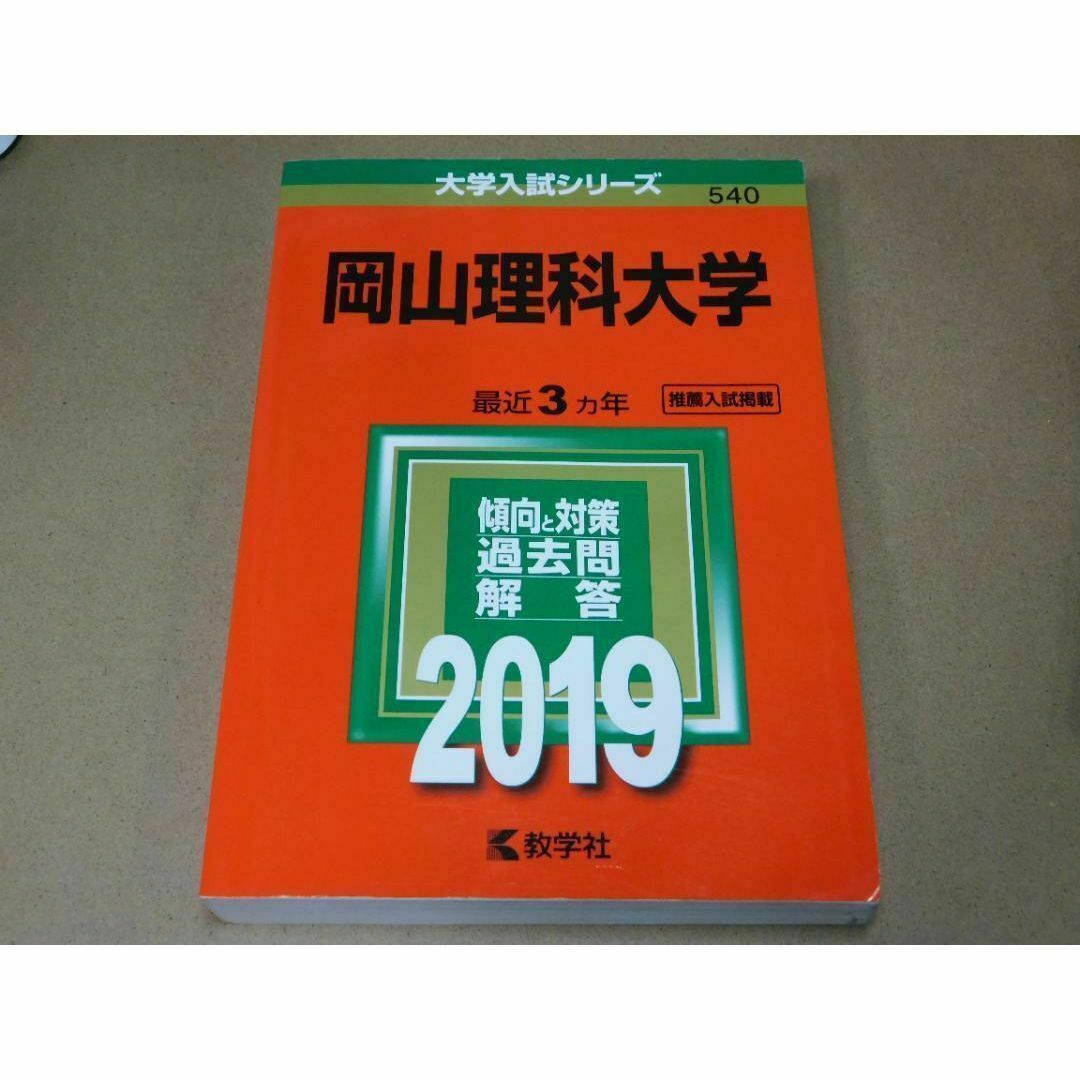 大学入試シリーズ
540
岡山理科大学
最近3ヵ年
推薦入試掲載
傾向と対策
過去問
解答
2019
教学社